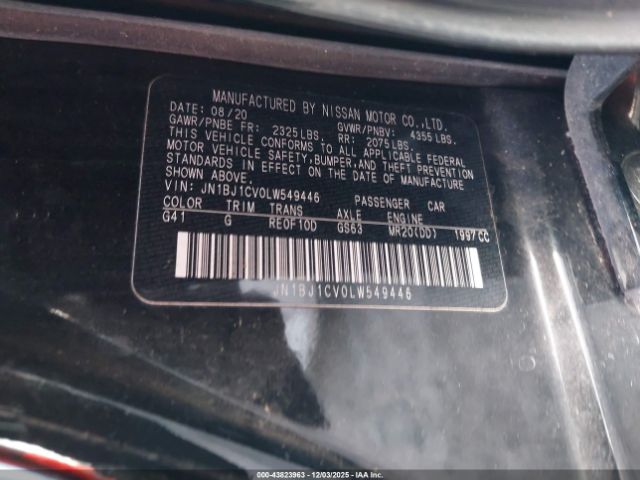 MANUFACTURED BY NISSAN MOTOR CO.,LTD.
DATE: 08/20 GVWR/PNBV: 4355 LBS.
GAWR/PNBE FR: 2325 LBS. RR: 2075 LBS.
THIS VEHICLE CONFORMS TO ALL APPLICABLE FEDERAL
MOTOR VEHICLE SAFETY, BUMPER, AND THEFT PREVENTION
STANDARDS IN EFFECT ON THE DATE OF MANUFACTURE
SHOWN ABOVE.
VIN: JN1BJ1CV0LW549446 PASSENGER CAR
COLOR TRIM TRANS AXLE ENGINE
G41 G RE0F10D GS63 MR20(DD) 1997 CC
JN1BJ1CV0LW549446
000-43823963 - 12/03/2025 - COPYRIGHT IAA, LLC.